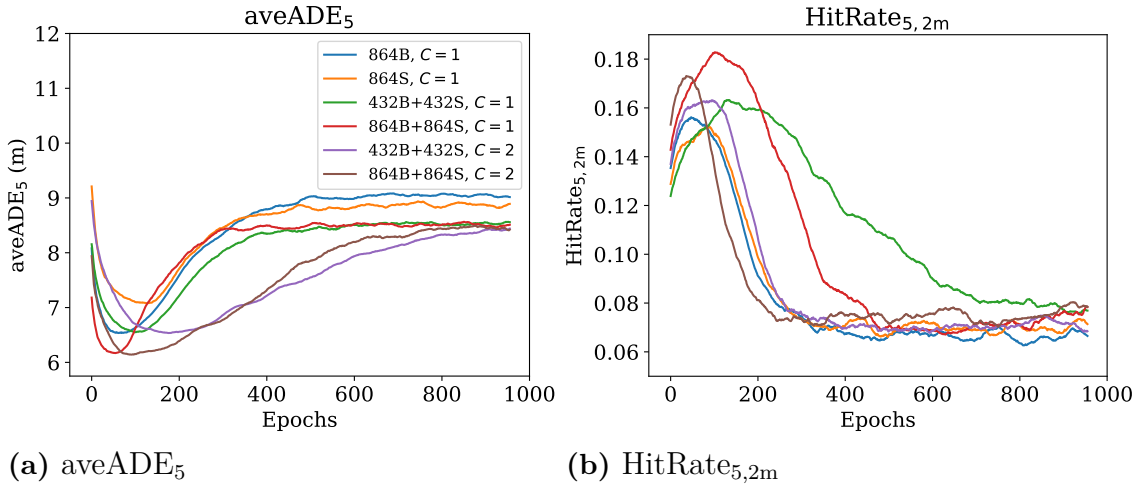 aveADE5
12
11
10
9
8
7
6
aveADE5 (m)
864B, C = 1
864S, C = 1
432B+432S, C = 1
864B+864S, C = 1
432B+432S, C = 2
864B+864S, C = 2
0 200 400 600 800 1000
Epochs
(a) aveADE5
HitRate5, 2m
0.18
0.16
0.14
0.12
0.10
0.08
0.06
HitRate5, 2m
0 200 400 600 800 1000
Epochs
(b) HitRate5,2m